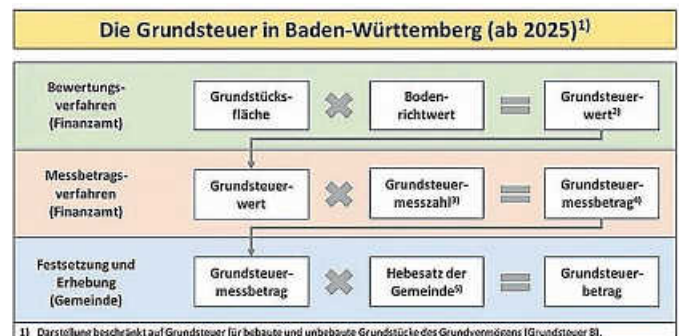 Die Grundsteuer in Baden-Württemberg (ab 2025)1)
Bewertungs-
verfahren
(Finanzamt)
Grundstücks-
fläche
Boden-
richtwert
Grundsteuer-
wert2)
Messbetrags-
verfahren
(Finanzamt)
Grundsteuer-
wert
Grundsteuer-
messzahl3)
Grundsteuer-
messbetrag4)
Festsetzung und
Erhebung
(Gemeinde)
Grundsteuer-
messbetrag
Hebesatz der
Gemeinde5)
Grundsteuer-
betrag
1) Darstellung beschränkt auf Grundsteuer für bebaute und unbebaute Grundstücke des Grundvermögens (Grundsteuer B).